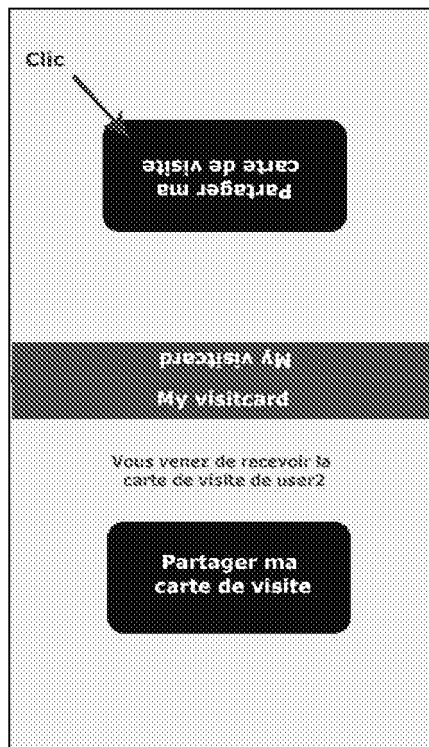 Clic
Partager ma
carte de visite
My visitcard
My visitcard
Vous venez de recevoir la
carte de visite de user2
Partager ma
carte de visite